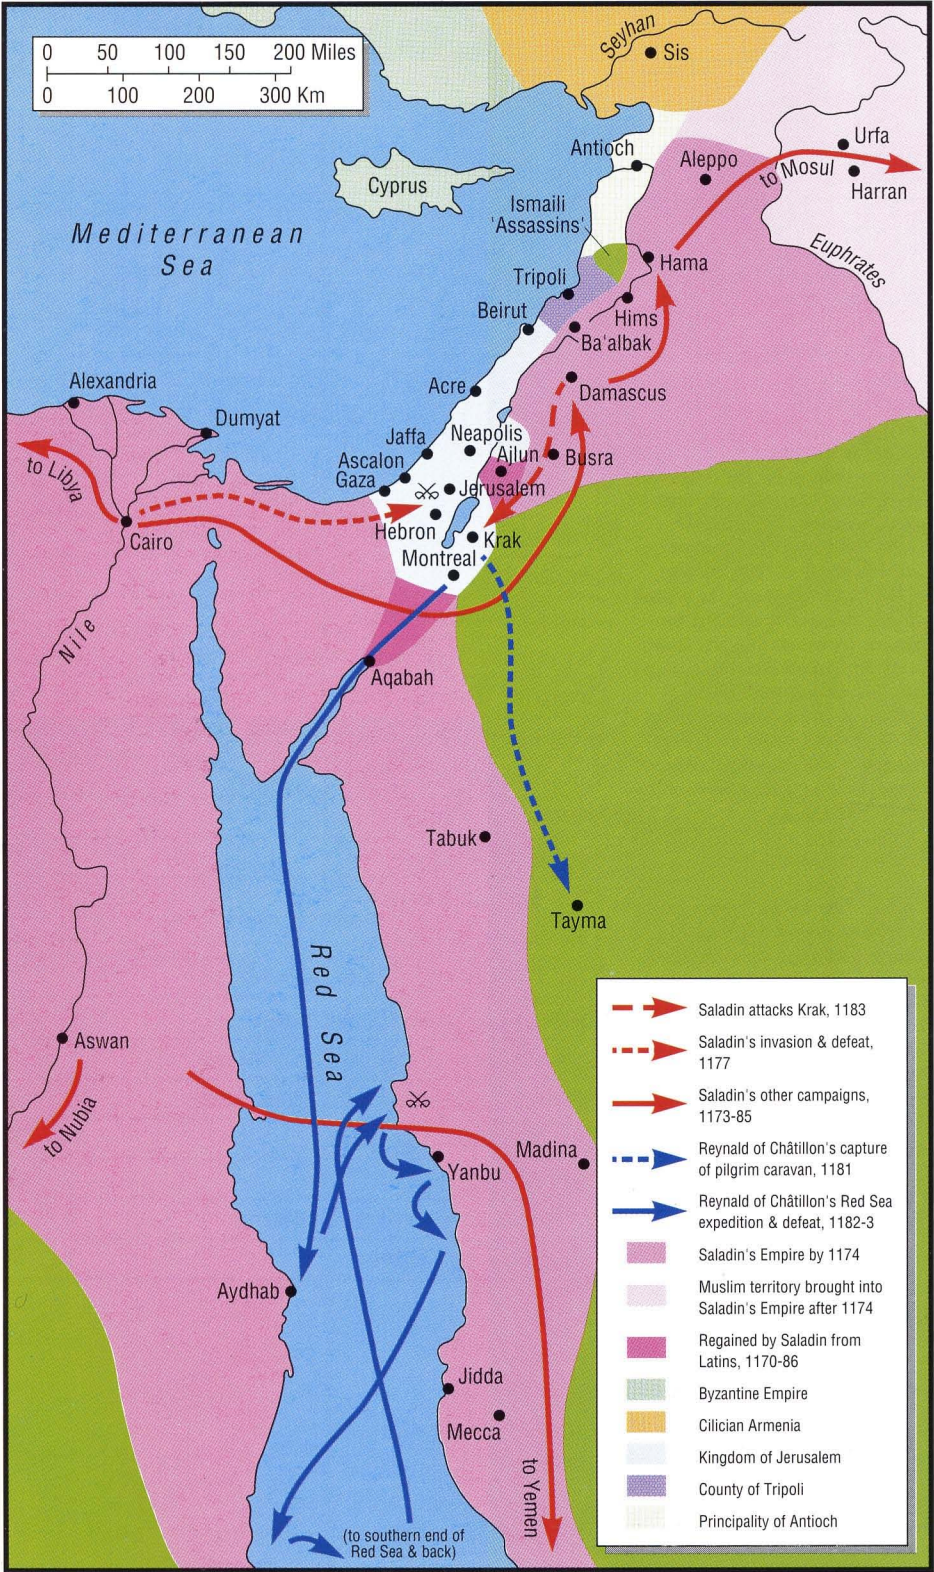 0 50 100 150 200 Miles
0 100 200 300 Km
Seyhan
Sis
Urfa
Antioch
Aleppo
to Mosul
Harran
Cyprus
Ismaili
'Assassins'
Mediterranean
Sea
Euphrates
Hama
Tripoli
Beirut
Hims
Ba'albak
Alexandria
Acre
Damascus
Dumyat
Jaffa
Neapolis
Ascalon
Ajlun
Busra
to Libya
Gaza
Jerusalem
Cairo
Hebron
Krak
Montreal
Nile
Aqabah
Tabuk
Tayma
Red Sea
Aswan
to Nubia
Yanbu
Madina
Aydhab
Jidda
Mecca
to Yemen
(to southern end of
Red Sea & back)
Saladin attacks Krak, 1183
Saladin's invasion & defeat,
1177
Saladin's other campaigns,
1173-85
Reynald of Châtillon's capture
of pilgrim caravan, 1181
Reynald of Châtillon's Red Sea
expedition & defeat, 1182-3
Saladin's Empire by 1174
Muslim territory brought into
Saladin's Empire after 1174
Regained by Saladin from
Latins, 1170-86
Byzantine Empire
Cilician Armenia
Kingdom of Jerusalem
County of Tripoli
Principality of Antioch